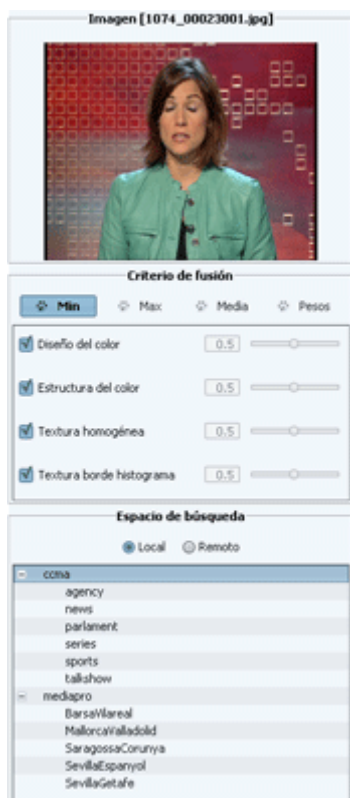 Imagen [1074_00023001.jpg]
Criterio de fusión
Min Max Media Pesos
Diseño del color 0.5
Estructura del color 0.5
Textura homogénea 0.5
Textura borde histograma 0.5
Espacio de búsqueda
Local Remoto
ccma
agency
news
parlament
series
sports
talkshow
mediapro
BarsaVilareal
MallorcaValladolid
SaragossaCorunya
SevillaEspanyol
SevillaGetafe